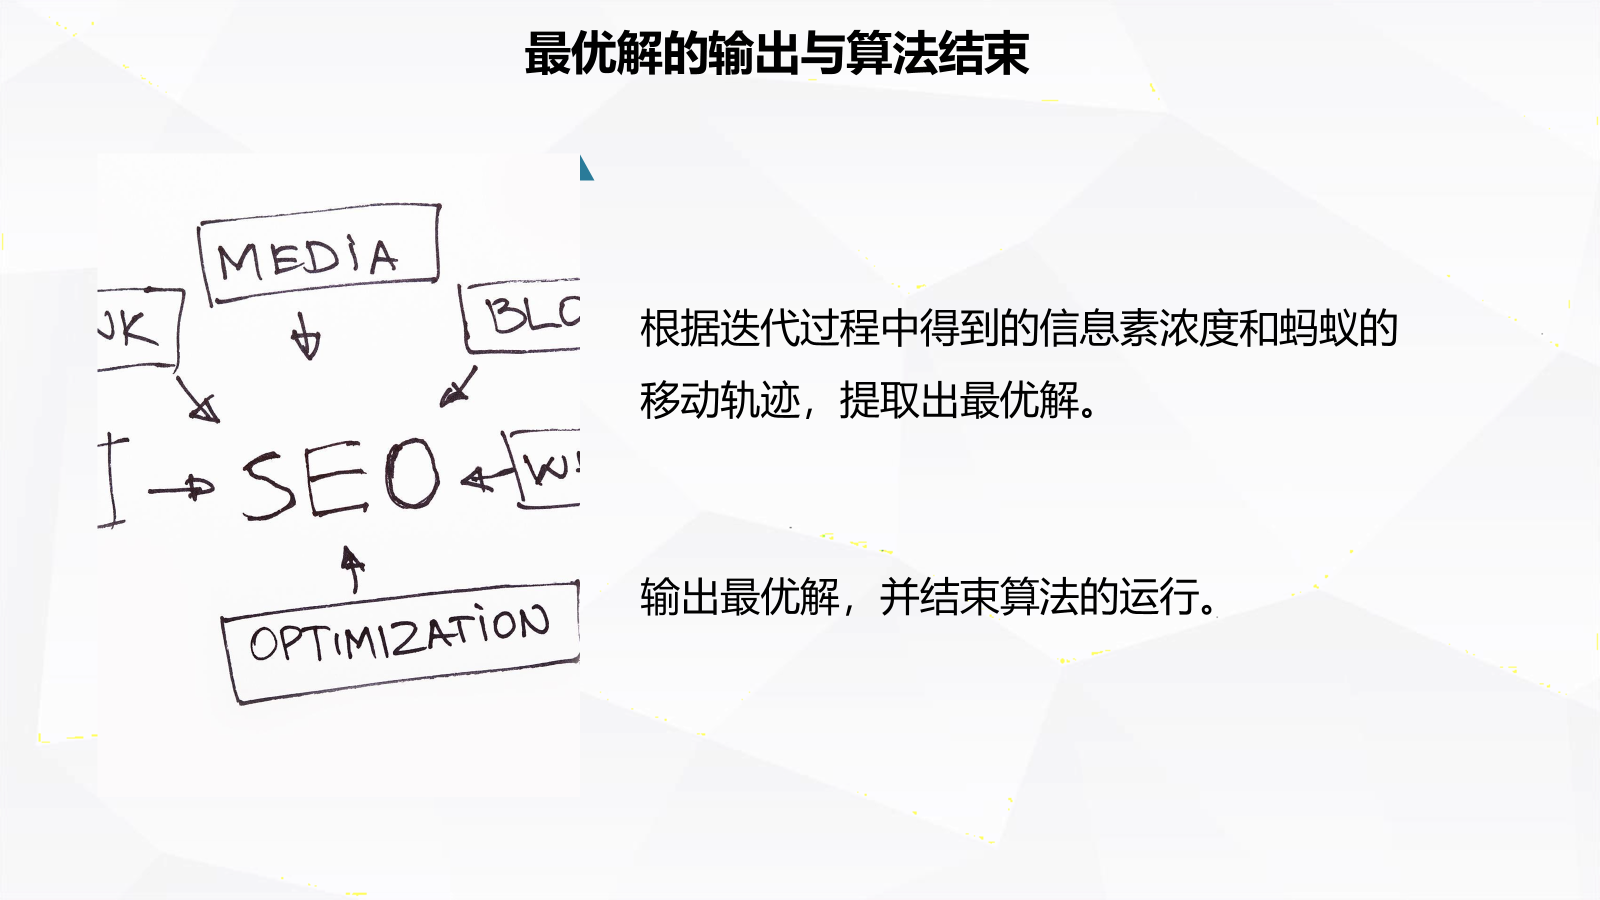 最优解的输出与算法结束
MEDIA
BLO
SEO
OPTIMIZATION
根据迭代过程中得到的信息素浓度和蚂蚁的
移动轨迹，提取出最优解。
输出最优解，并结束算法的运行。